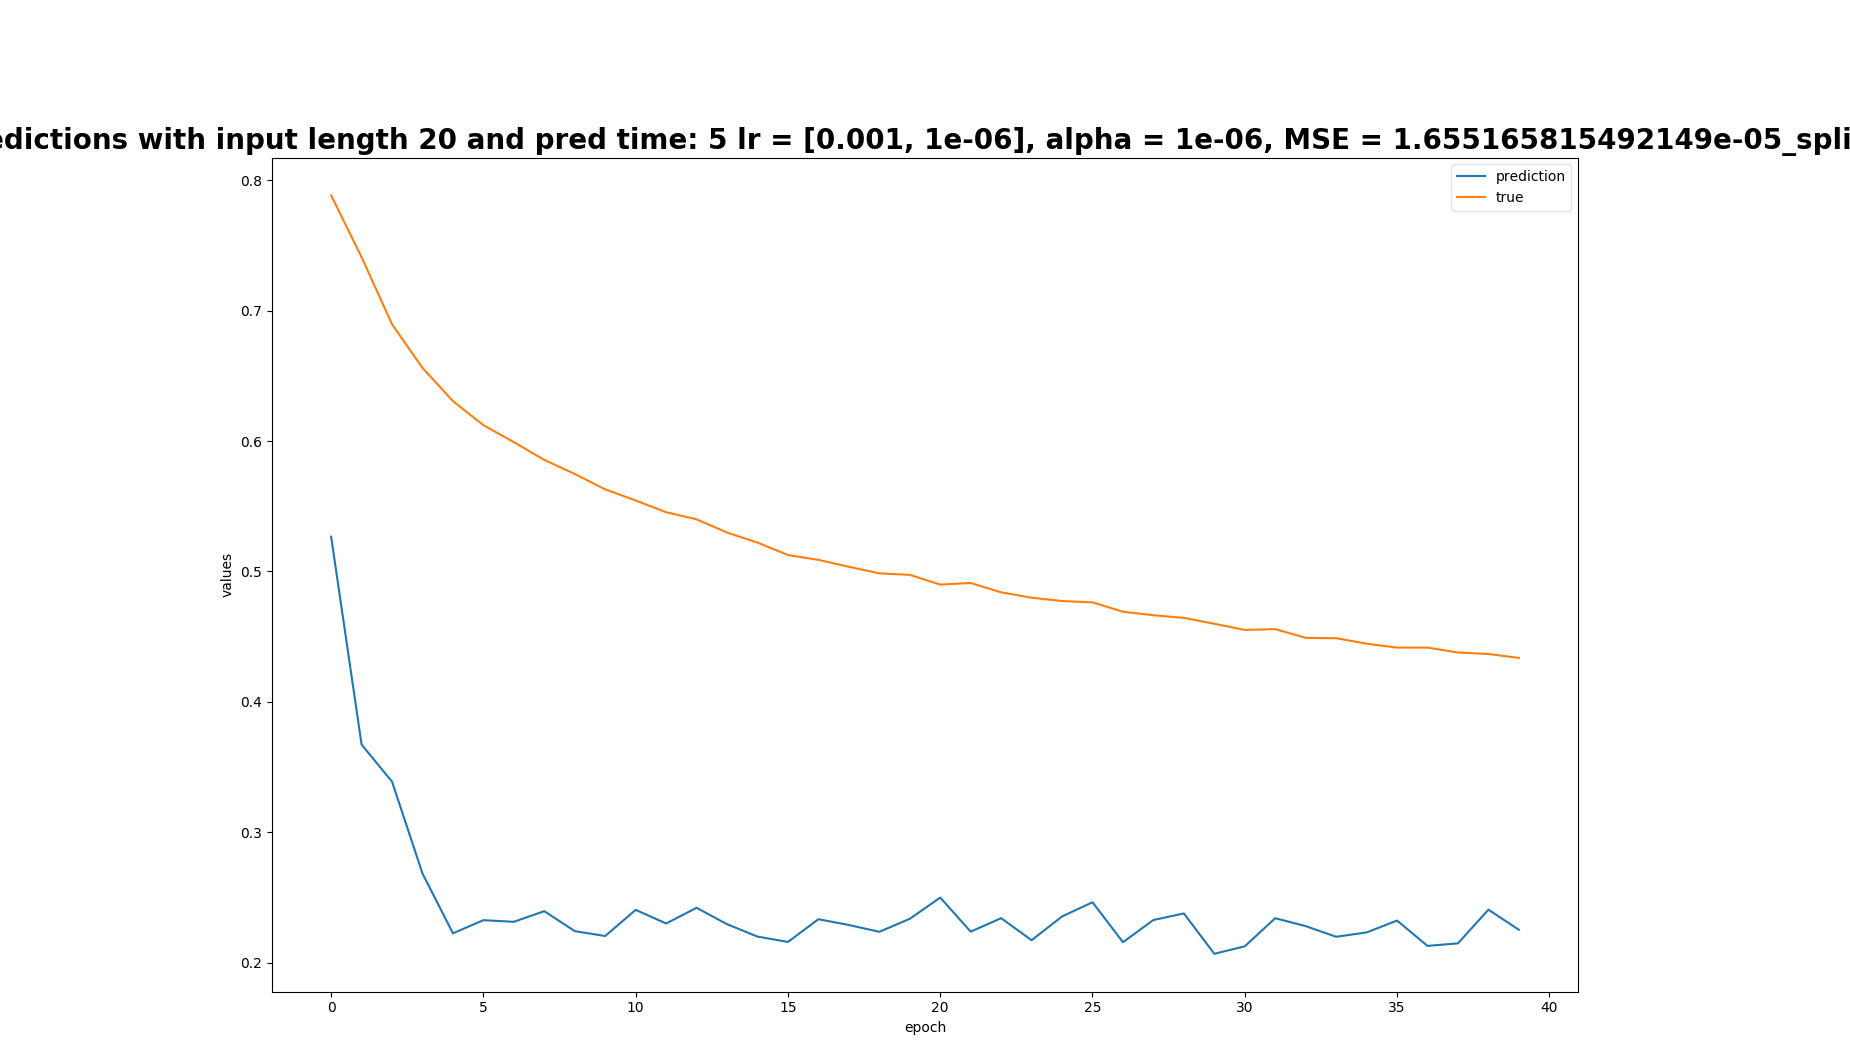 edictions with input length 20 and pred time: 5 lr = [0.001, 1e-06], alpha = 1e-06, MSE = 1.655165815492149e-05_spli
prediction
true
0.8
0.7
0.6
0.5
0.4
0.3
0.2
values
0 5 10 15 20 25 30 35 40
epoch